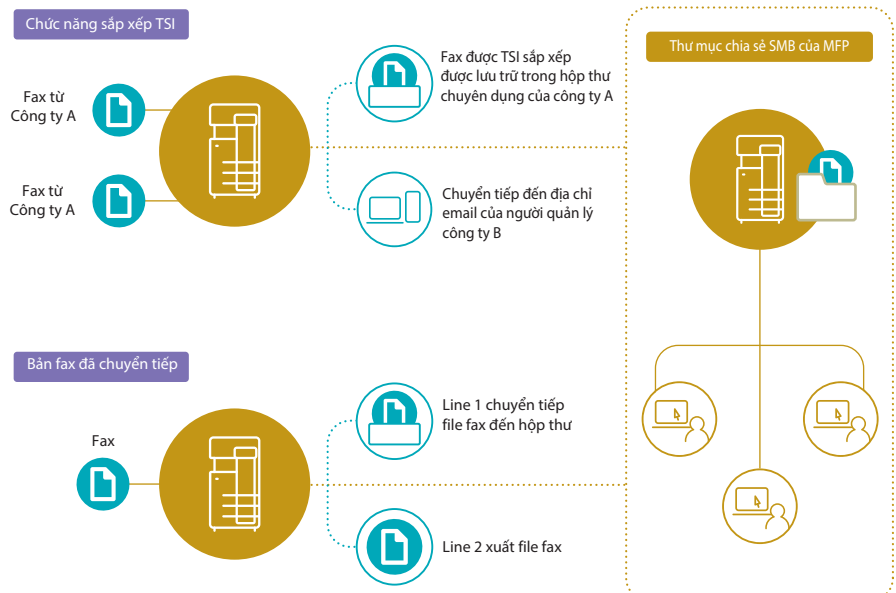 Chức năng sắp xếp TSI
Fax từ
Công ty A
Fax từ
Công ty A
Fax được TSI sắp xếp
được lưu trữ trong hộp thư
chuyên dụng của công ty A
Chuyển tiếp đến địa chỉ
email của người quản lý
công ty B
Thư mục chia sẻ SMB của MFP
Bản fax đã chuyển tiếp
Fax
Line 1 chuyển tiếp
file fax đến hộp thư
Line 2 xuất file fax